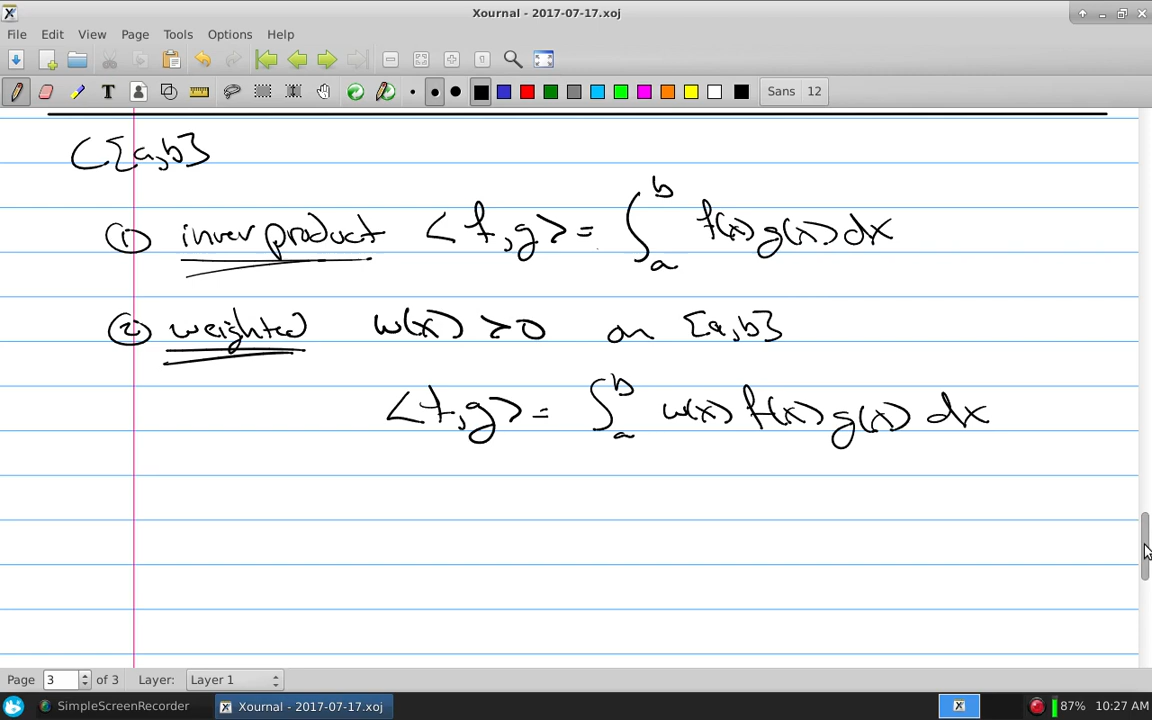 Xournal - 2017-07-17.xoj
File Edit View Page Tools Options Help
Sans 12
C[a,b]
① inner product <f,g> = ∫_a^b f(x)g(x)dx
② weighted w(x) > 0 on [a,b]
<f,g> = ∫_a^b w(x) f(x) g(x) dx
Page 3 of 3 Layer: Layer 1
SimpleScreenRecorder Xournal - 2017-07-17.xoj 87% 10:27 AM